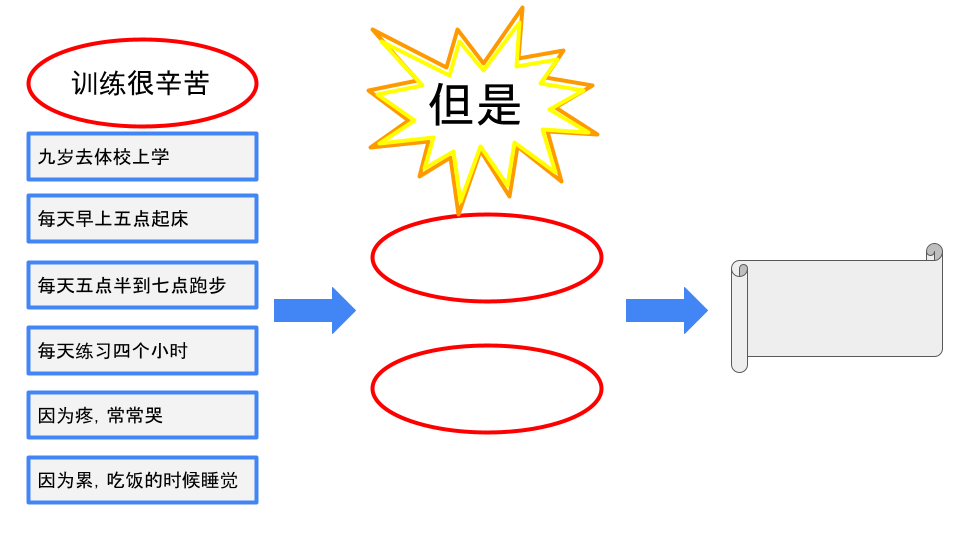 训练很辛苦
九岁去体校上学
每天早上五点起床
每天五点半到七点跑步
每天练习四个小时
因为疼, 常常哭
因为累, 吃饭的时候睡觉
但是